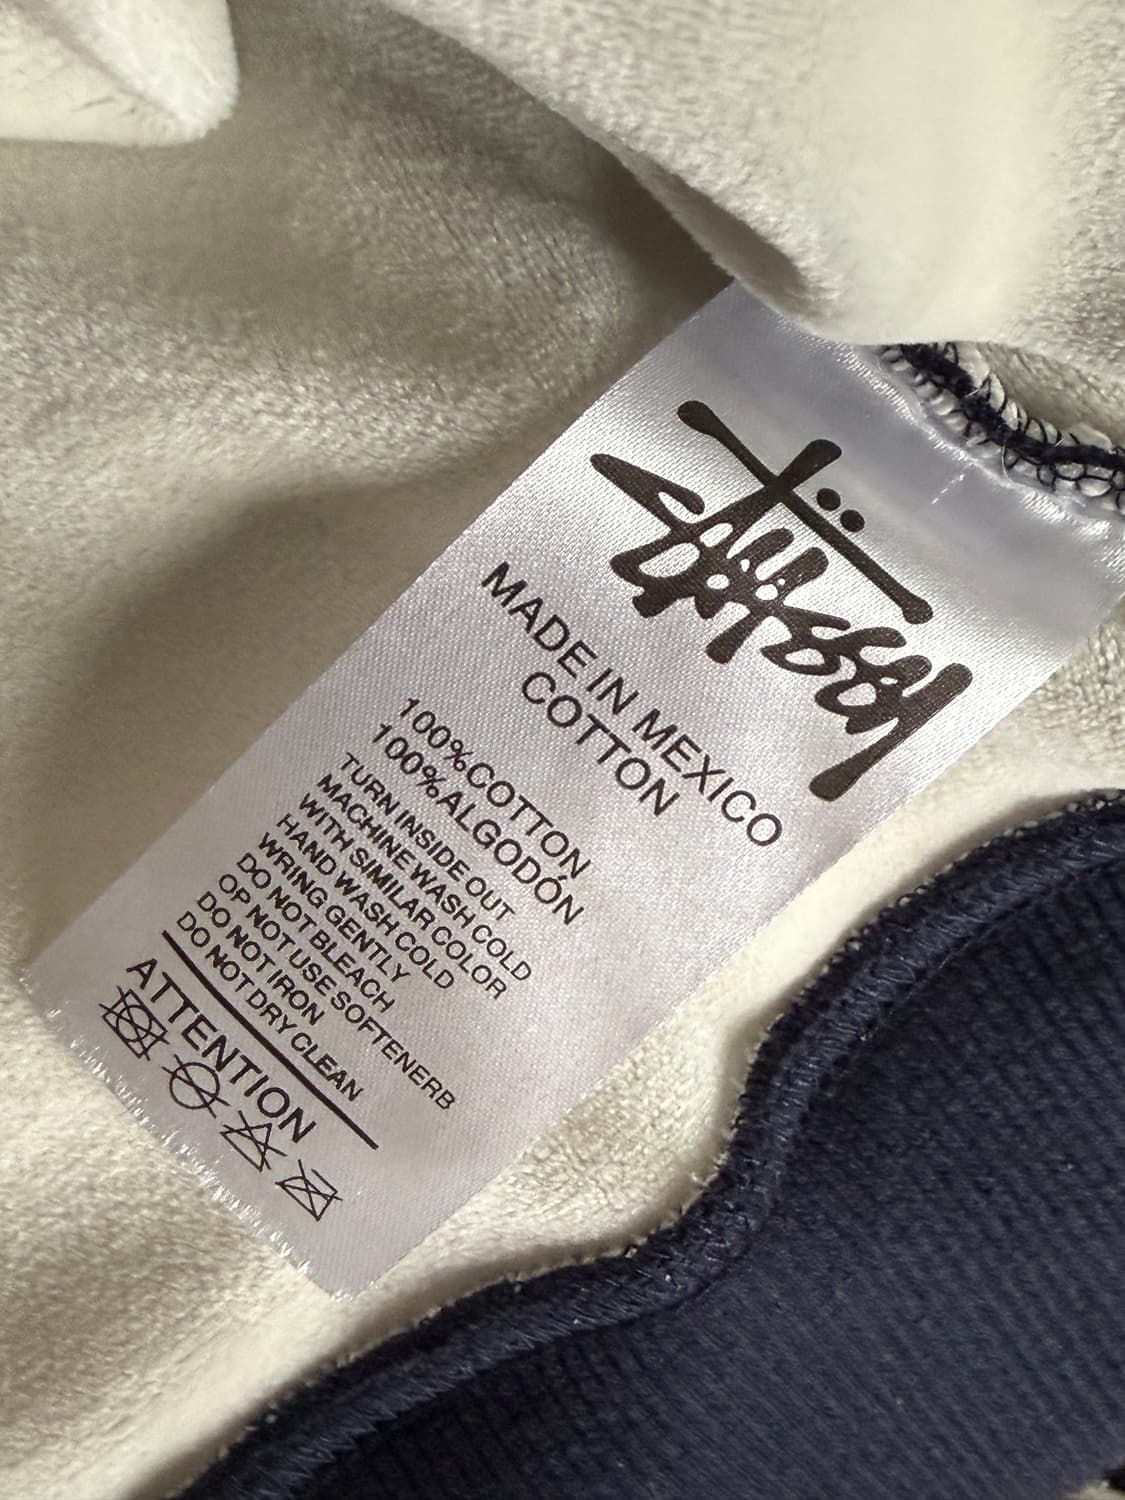 Stüssy
MADE IN MEXICO
COTTON
100%COTTON
100%ALGODÓN
TURN INSIDE OUT
MACHINE WASH COLD
WITH SIMILAR COLOR
HAND WASH COLD
WRING GENTLY
DO NOT BLEACH
OP NOT USE SOFTENERB
DO NOT IRON
DO NOT DRY CLEAN
ATTENTION